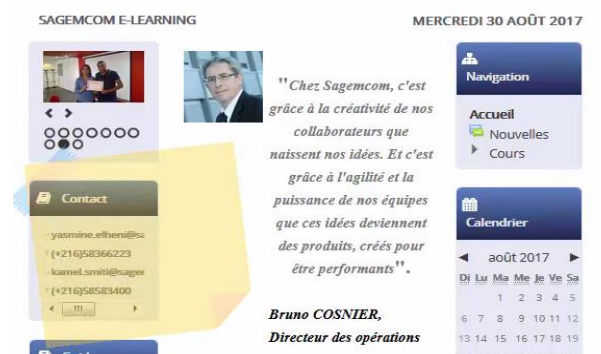 SAGEMCOM E-LEARNING
MERCREDI 30 AOÛT 2017
Contact
yasmine.elheni@sa
(+216)58366223
kamel.smiti@sager
(+216)58583400
"Chez Sagemcom, c'est
grâce à la créativité de nos
collaborateurs que
naissent nos idées. Et c'est
grâce à l'agilité et la
puissance de nos équipes
que ces idées deviennent
des produits, créés pour
être performants".
Bruno COSNIER,
Directeur des opérations
Navigation
Accueil
Nouvelles
Cours
Calendrier
août 2017
Di Lu Ma Me Je Ve Sa
1 2 3 4 5
6 7 8 9 10 11 12
13 14 15 16 17 18 19